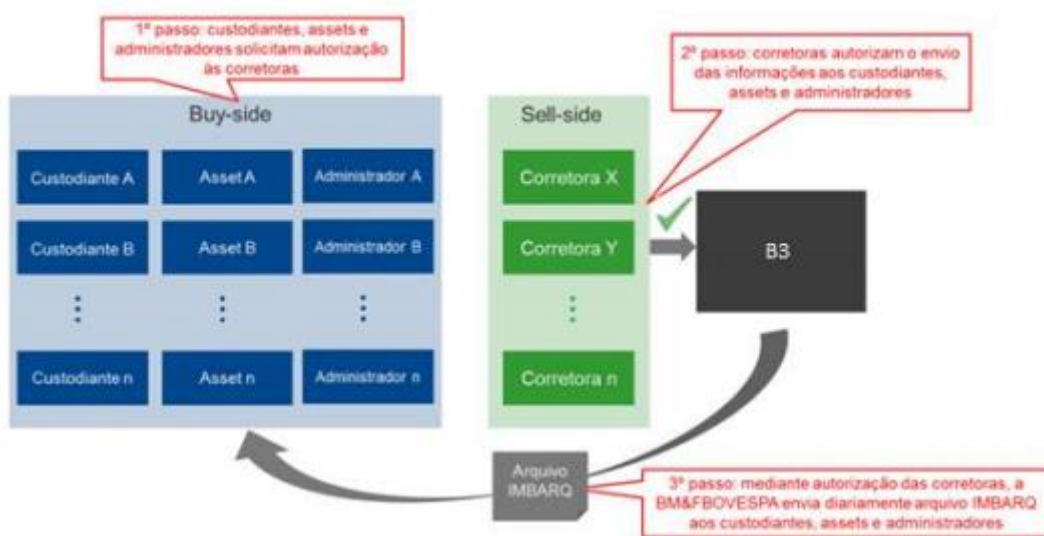 1º passo: custodiantes, assets e
administradores solicitam autorização
às corretoras
2º passo: corretoras autorizam o envio
das informações aos custodiantes,
assets e administradores
Buy-side
Sell-side
Custodiante A
Asset A
Administrador A
Corretora X
Custodiante B
Asset B
Administrador B
Corretora Y
B3
Custodiante n
Asset n
Administrador n
Corretora n
Arquivo
IMBARQ
3º passo: mediante autorização das corretoras, a
BM&FBOVESPA envia diariamente arquivo IMBARQ
aos custodiantes, assets e administradores